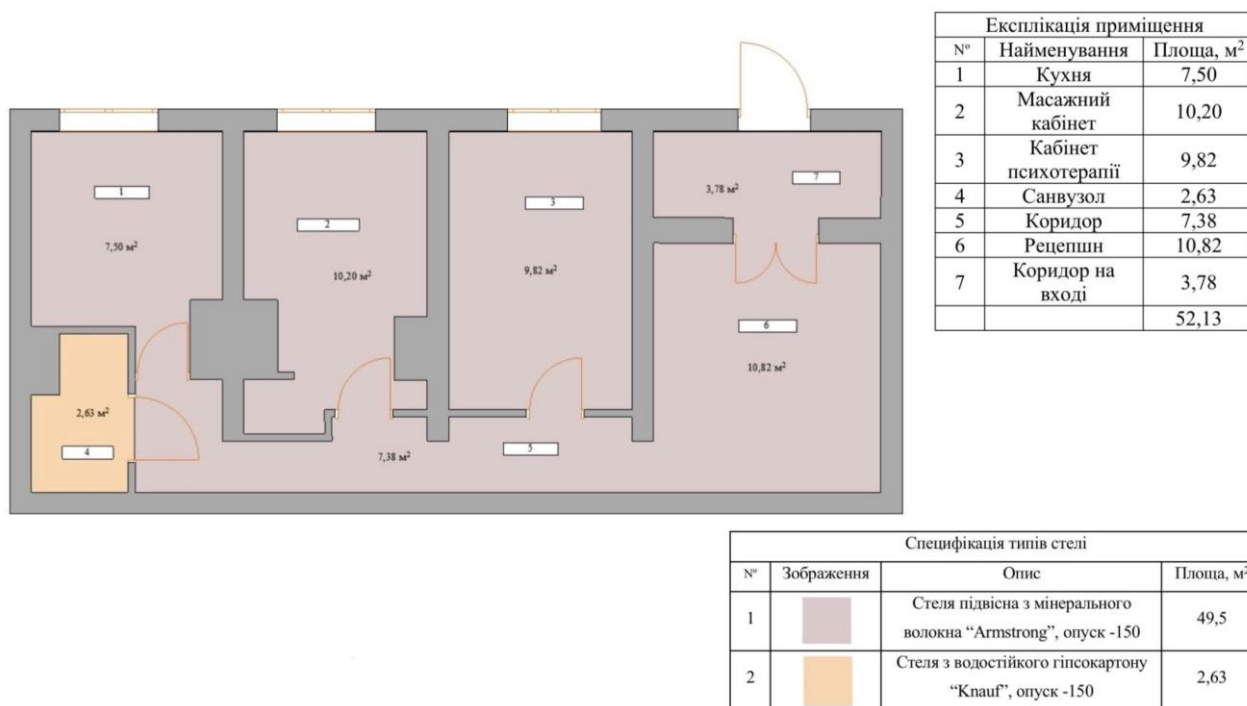 Експлікація приміщення
Nº Найменування Площа, м²
1 Кухня 7,50
2 Масажний кабінет 10,20
3 Кабінет психотерапії 9,82
4 Санвузол 2,63
5 Коридор 7,38
6 Рецепшн 10,82
7 Коридор на вході 3,78
52,13
1
7,50 м²
2
10,20 м²
3
9,82 м²
3,78 м²
7
6
10,82 м²
2,63 м²
4
7,38 м²
5
Специфікація типів стелі
Nº Зображення Опис Площа, м²
1 Стеля підвісна з мінерального
волокна “Armstrong”, опуск -150 49,5
2 Стеля з водостійкого гіпсокартону
“Knauf”, опуск -150 2,63